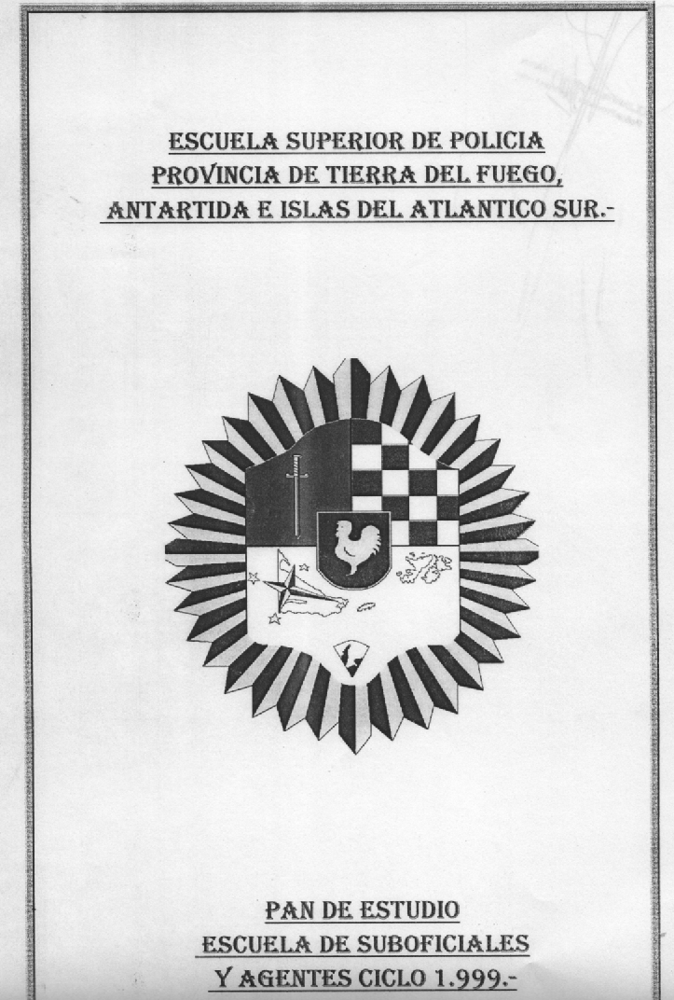 ESCUELA SUPERIOR DE POLICIA
PROVINCIA DE TIERRA DEL FUEGO,
ANTARTIDA E ISLAS DEL ATLANTICO SUR.-
PAN DE ESTUDIO
ESCUELA DE SUBOFICIALES
Y AGENTES CICLO 1.999.-